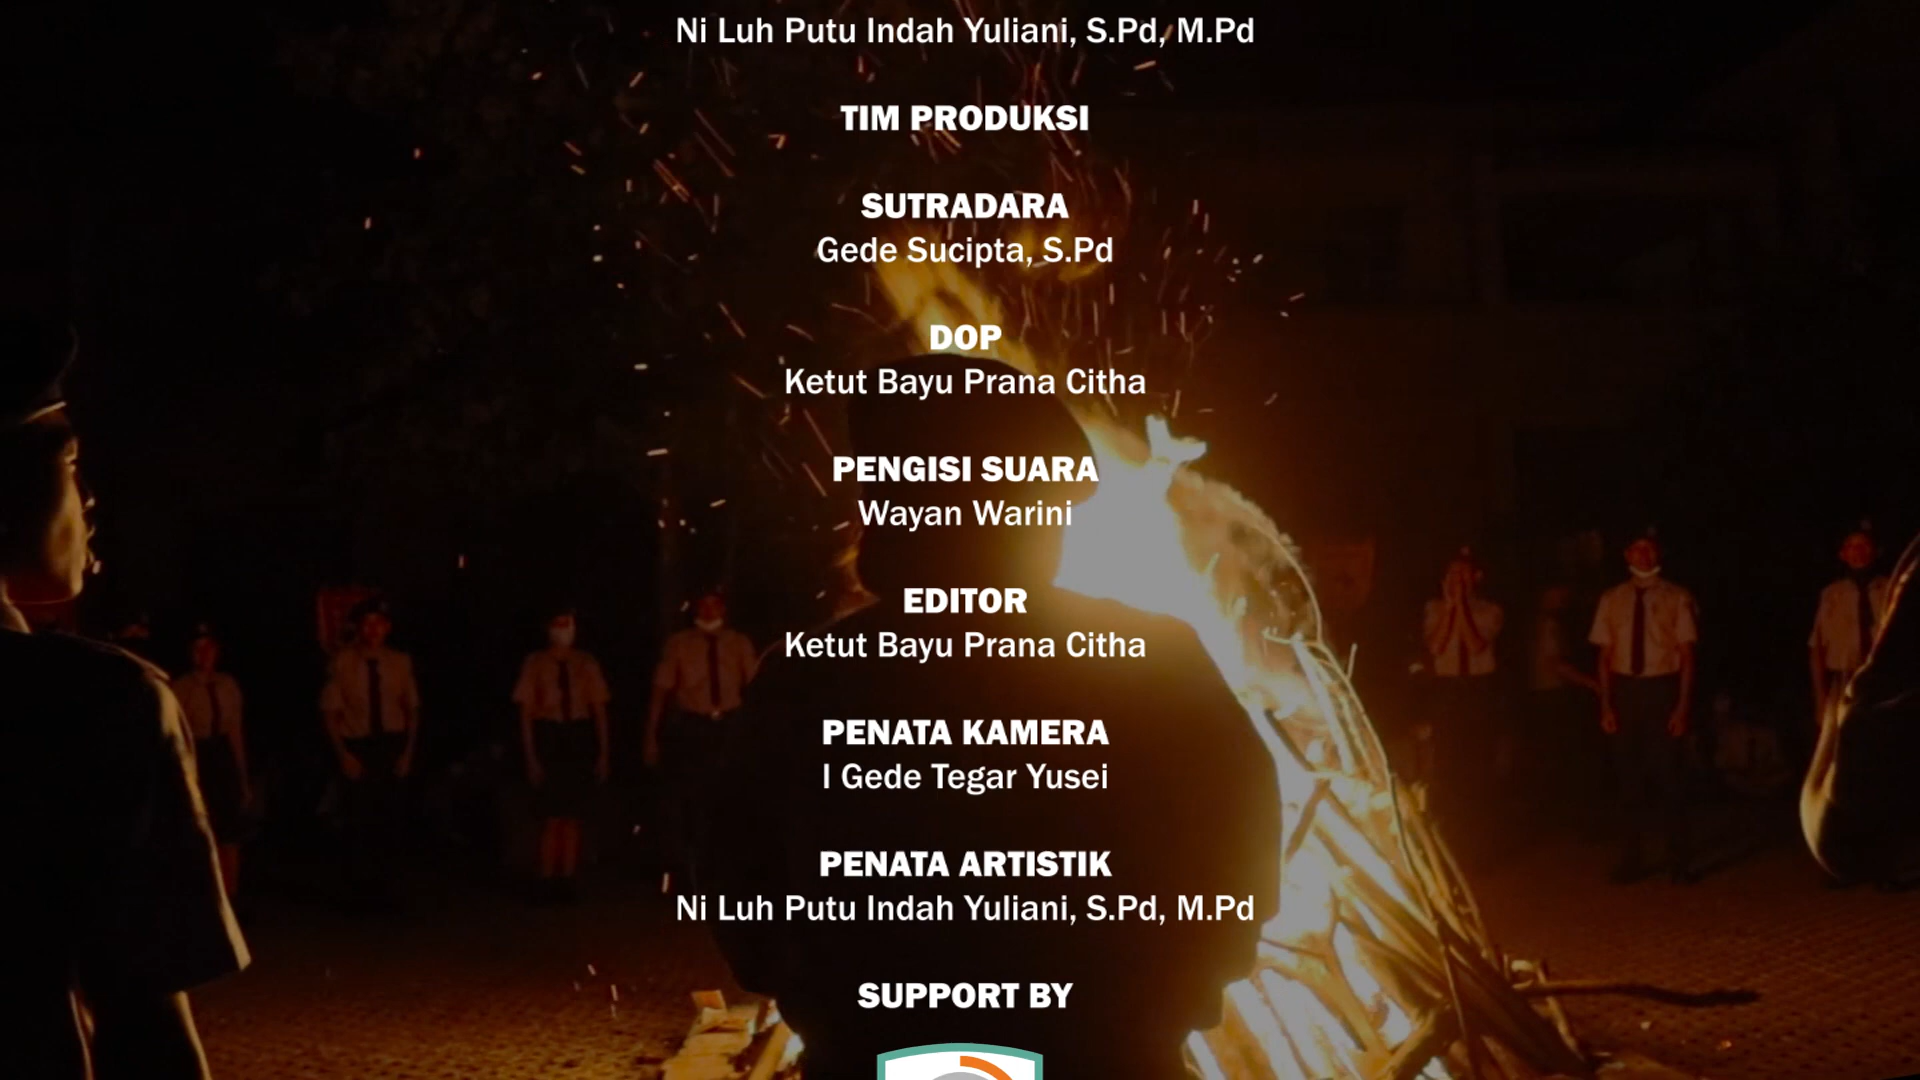 Ni Luh Putu Indah Yuliani, S.Pd, M.Pd
TIM PRODUKSI
SUTRADARA
Gede Sucipta, S.Pd
DOP
Ketut Bayu Prana Citha
PENGISI SUARA
Wayan Warini
EDITOR
Ketut Bayu Prana Citha
PENATA KAMERA
I Gede Tegar Yusei
PENATA ARTISTIK
Ni Luh Putu Indah Yuliani, S.Pd, M.Pd
SUPPORT BY